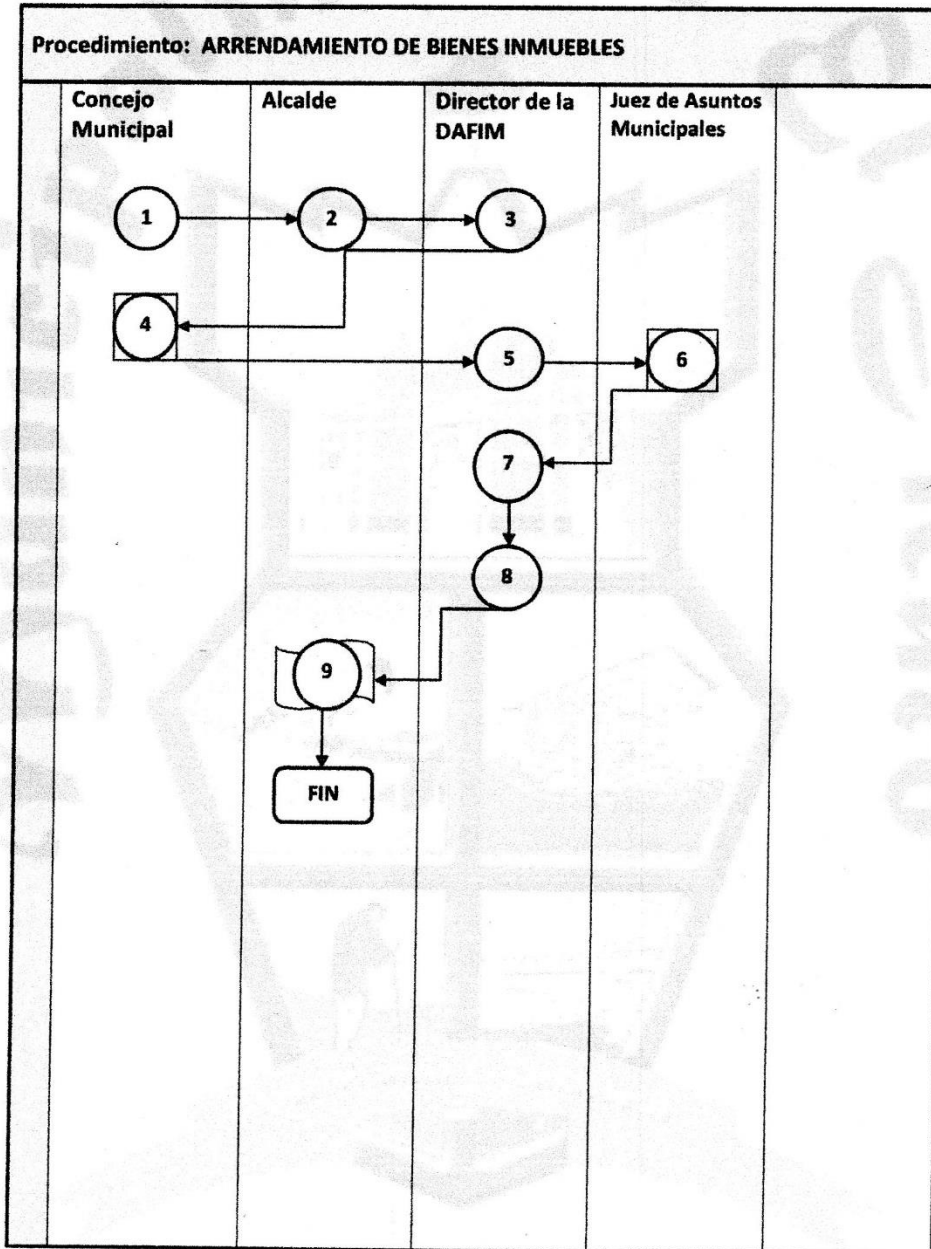 Procedimiento: ARRENDAMIENTO DE BIENES INMUEBLES
Concejo
Municipal
Alcalde
Director de la
DAFIM
Juez de Asuntos
Municipales
1
2
3
4
5
6
7
8
9
FIN